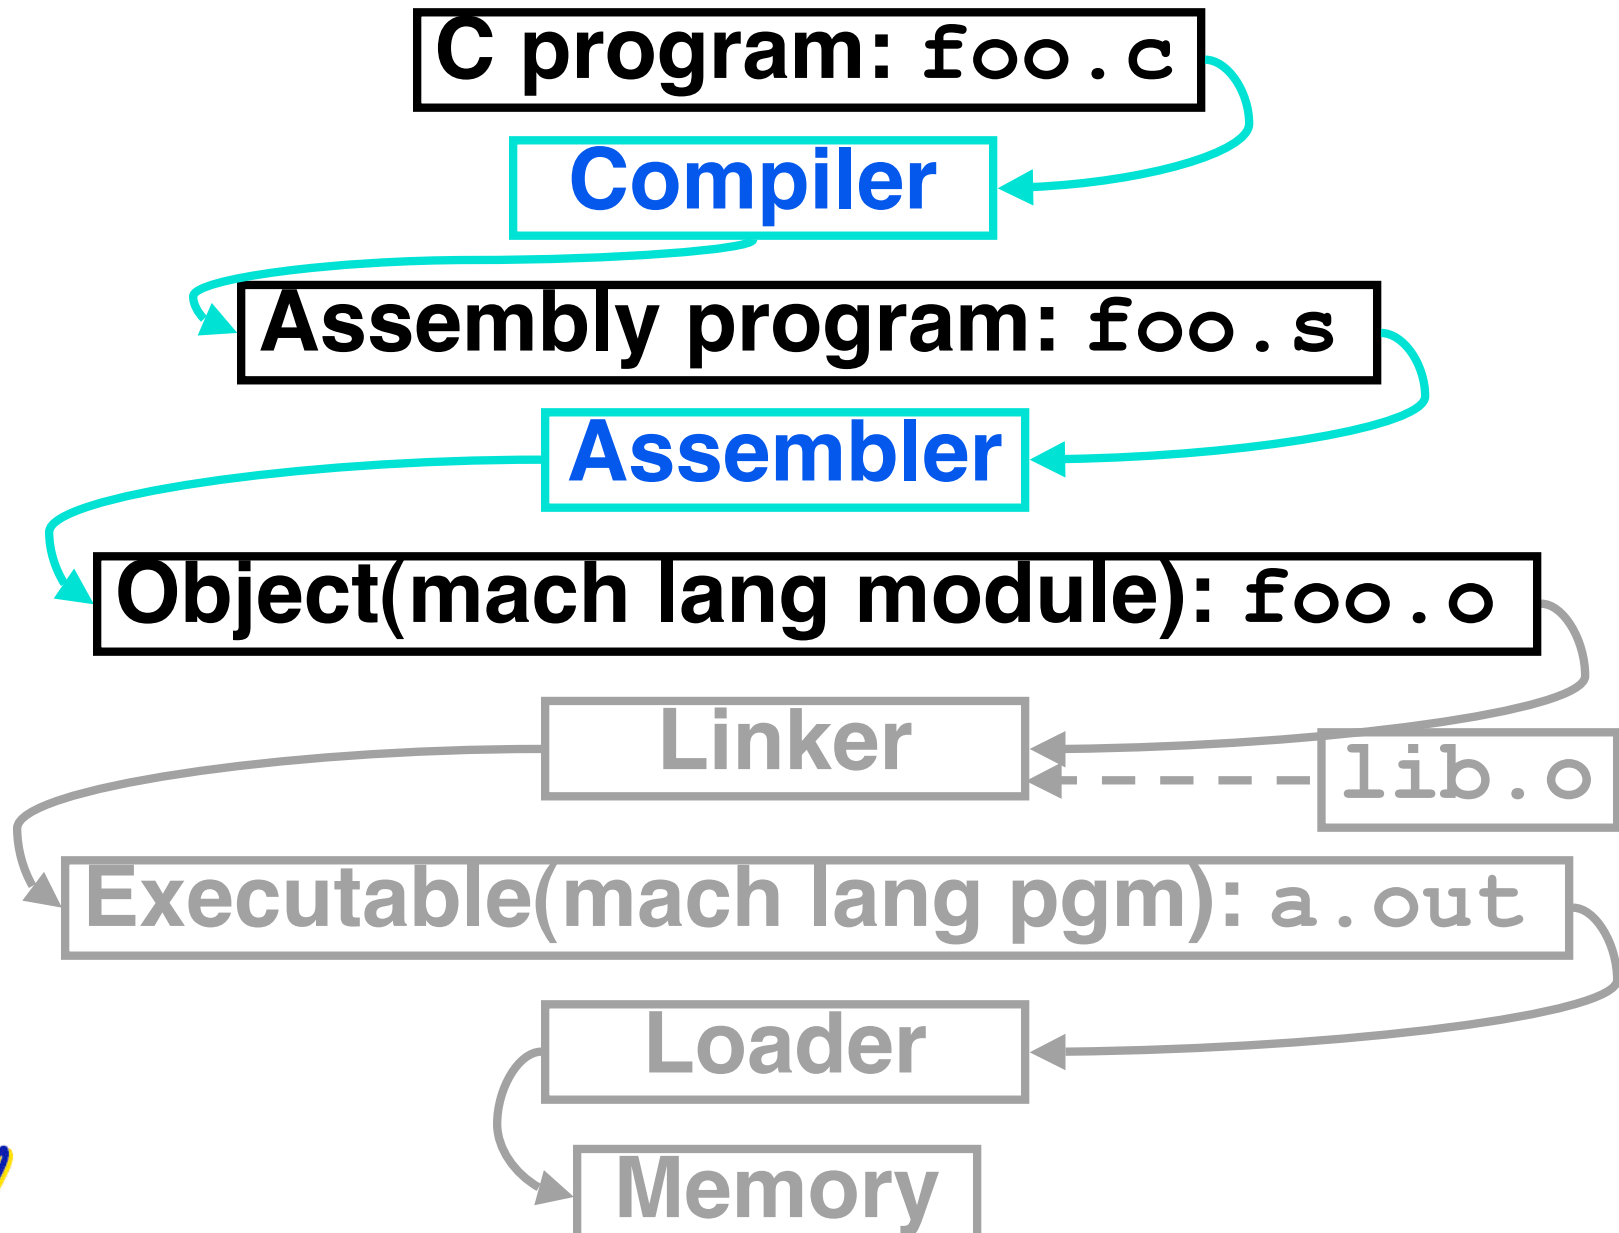 C program: foo.c
Compiler
Assembly program: foo.s
Assembler
Object(mach lang module): foo.o
Linker
lib.o
Executable(mach lang pgm): a.out
Loader
Memory